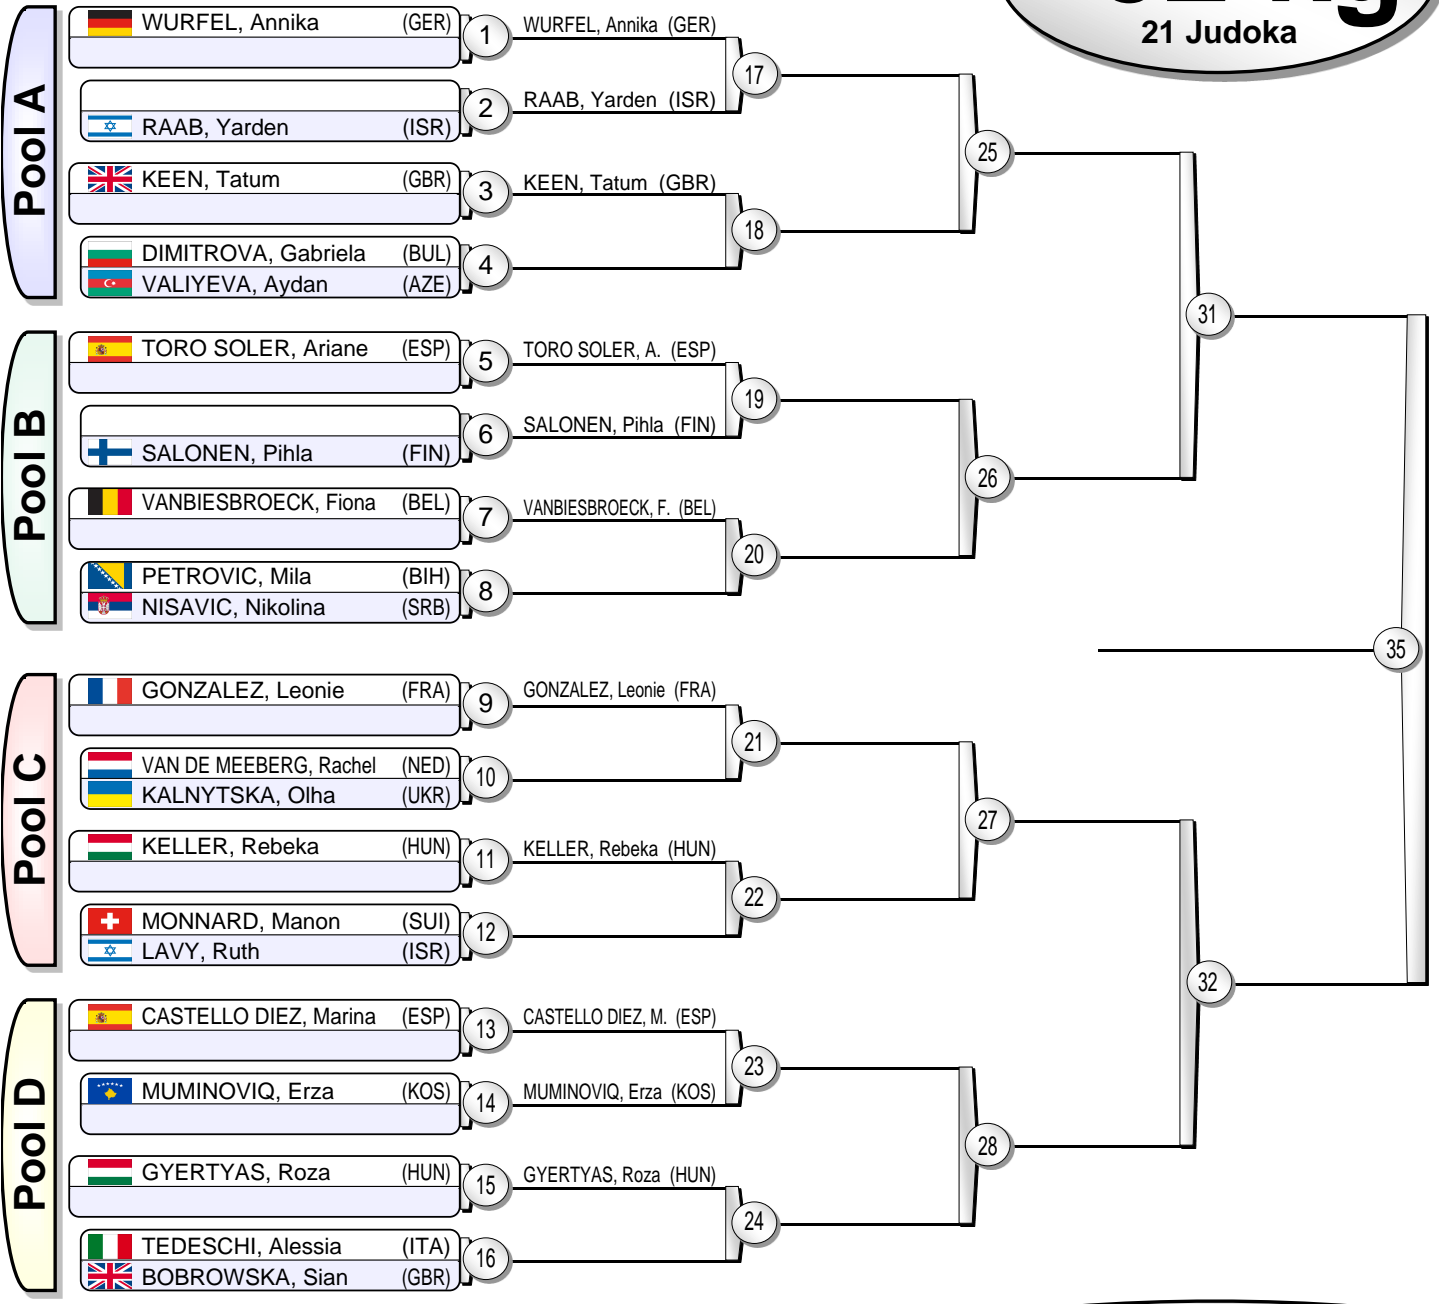 21 Judoka
Pool A
WURFEL, Annika (GER)
1
WURFEL, Annika (GER)
17
2
RAAB, Yarden (ISR)
RAAB, Yarden (ISR)
25
KEEN, Tatum (GBR)
3
KEEN, Tatum (GBR)
18
DIMITROVA, Gabriela (BUL)
4
VALIYEVA, Aydan (AZE)
31
Pool B
TORO SOLER, Ariane (ESP)
5
TORO SOLER, A. (ESP)
19
6
SALONEN, Pihla (FIN)
SALONEN, Pihla (FIN)
26
VANBIESBROECK, Fiona (BEL)
7
VANBIESBROECK, F. (BEL)
20
PETROVIC, Mila (BIH)
8
NISAVIC, Nikolina (SRB)
35
Pool C
GONZALEZ, Leonie (FRA)
9
GONZALEZ, Leonie (FRA)
21
VAN DE MEEBERG, Rachel (NED)
10
KALNYTSKA, Olha (UKR)
27
KELLER, Rebeka (HUN)
11
KELLER, Rebeka (HUN)
22
MONNARD, Manon (SUI)
12
LAVY, Ruth (ISR)
32
Pool D
CASTELLO DIEZ, Marina (ESP)
13
CASTELLO DIEZ, M. (ESP)
23
MUMINOVIQ, Erza (KOS)
14
MUMINOVIQ, Erza (KOS)
28
GYERTYAS, Roza (HUN)
15
GYERTYAS, Roza (HUN)
24
TEDESCHI, Alessia (ITA)
16
BOBROWSKA, Sian (GBR)